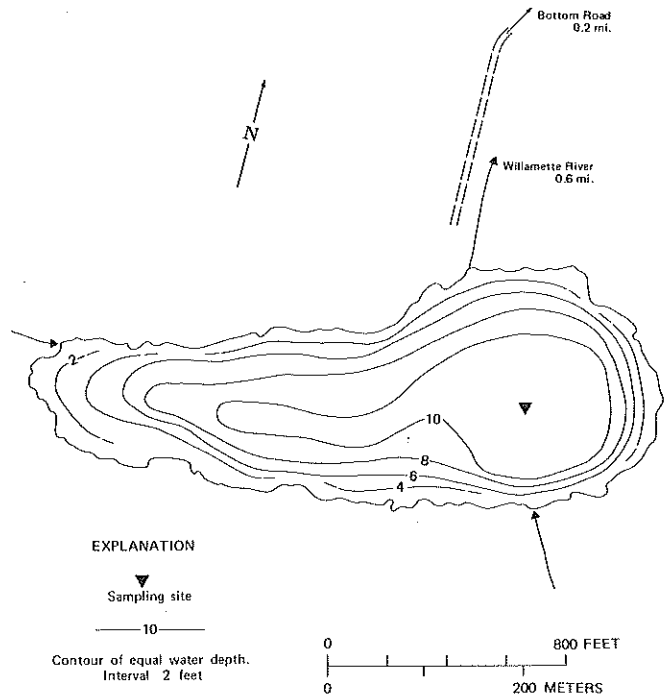 Bottom Road
0.2 mi.
N
Willamette River
0.6 mi.
2
10
8
6
4
EXPLANATION
Sampling site
10
Contour of equal water depth.
Interval 2 feet
0 800 FEET
0 200 METERS